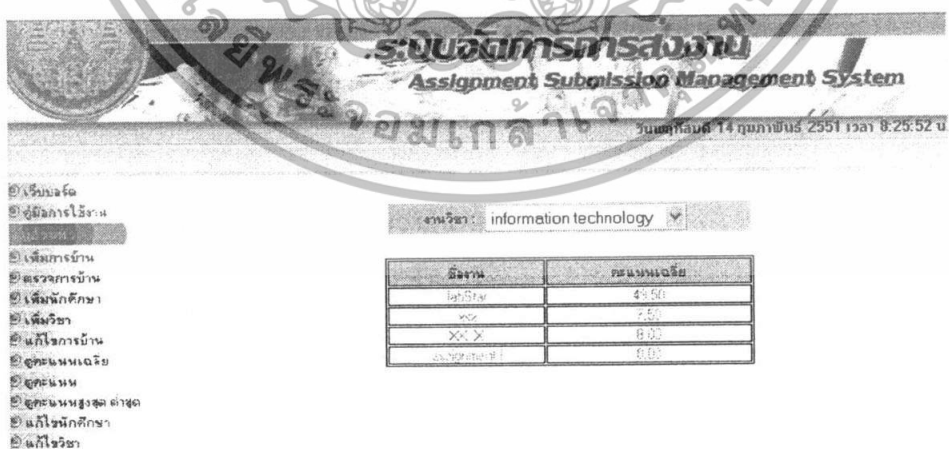 ระบบจัดการการส่งงาน
Assignment Submission Management System
วันพฤหัสบดี 14 กุมภาพันธ์ 2551 เวลา 8:25:52 น
เว็บบอร์ด
คู่มือการใช้งาน
เพิ่มการบ้าน
ตรวจการบ้าน
เพิ่มนักศึกษา
เพิ่มวิชา
แก้ไขการบ้าน
ดูคะแนนเฉลี่ย
ดูคะแนน
ดูคะแนนสูงสุด ต่ำสุด
แก้ไขนักศึกษา
แก้ไขวิชา
งานวิชา : information technology
ชื่องาน คะแนนเฉลี่ย
49.50
7.50
8.00
assignment1 0.00